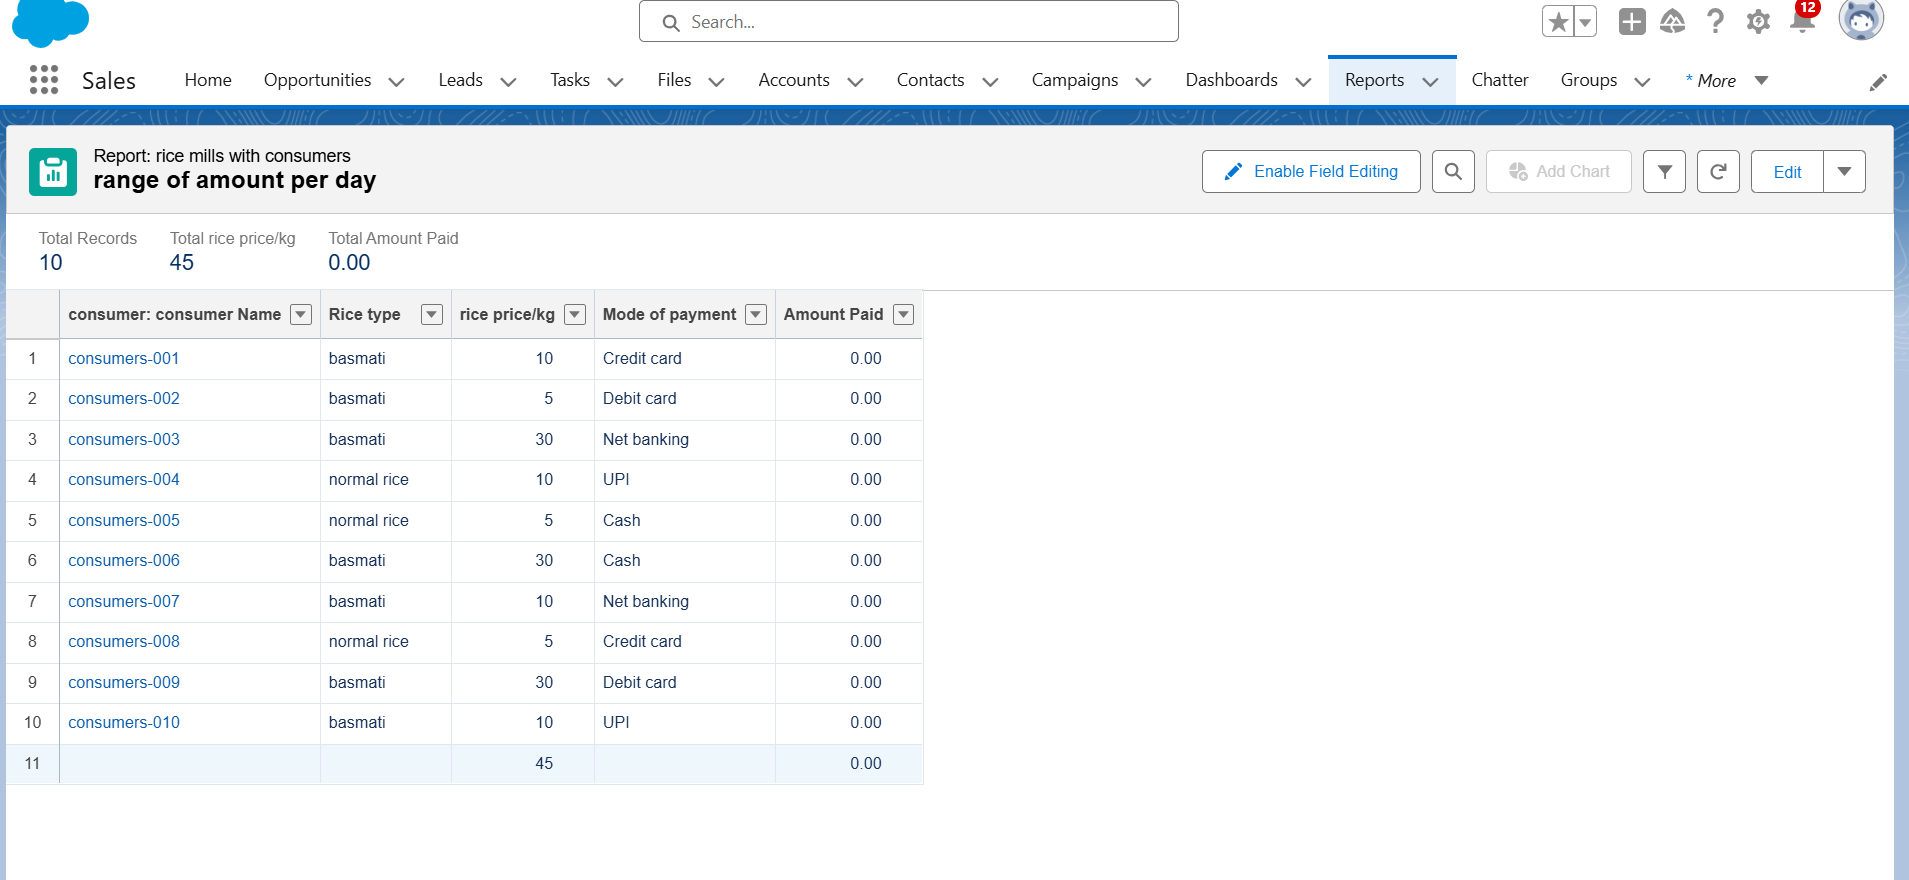 Search...
12
Sales Home Opportunities Leads Tasks Files Accounts Contacts Campaigns Dashboards Reports Chatter Groups * More
Report: rice mills with consumers
range of amount per day
Enable Field Editing Add Chart Edit
Total Records Total rice price/kg Total Amount Paid
10 45 0.00
consumer: consumer Name Rice type rice price/kg Mode of payment Amount Paid
1 consumers-001 basmati 10 Credit card 0.00
2 consumers-002 basmati 5 Debit card 0.00
3 consumers-003 basmati 30 Net banking 0.00
4 consumers-004 normal rice 10 UPI 0.00
5 consumers-005 normal rice 5 Cash 0.00
6 consumers-006 basmati 30 Cash 0.00
7 consumers-007 basmati 10 Net banking 0.00
8 consumers-008 normal rice 5 Credit card 0.00
9 consumers-009 basmati 30 Debit card 0.00
10 consumers-010 basmati 10 UPI 0.00
11 45 0.00